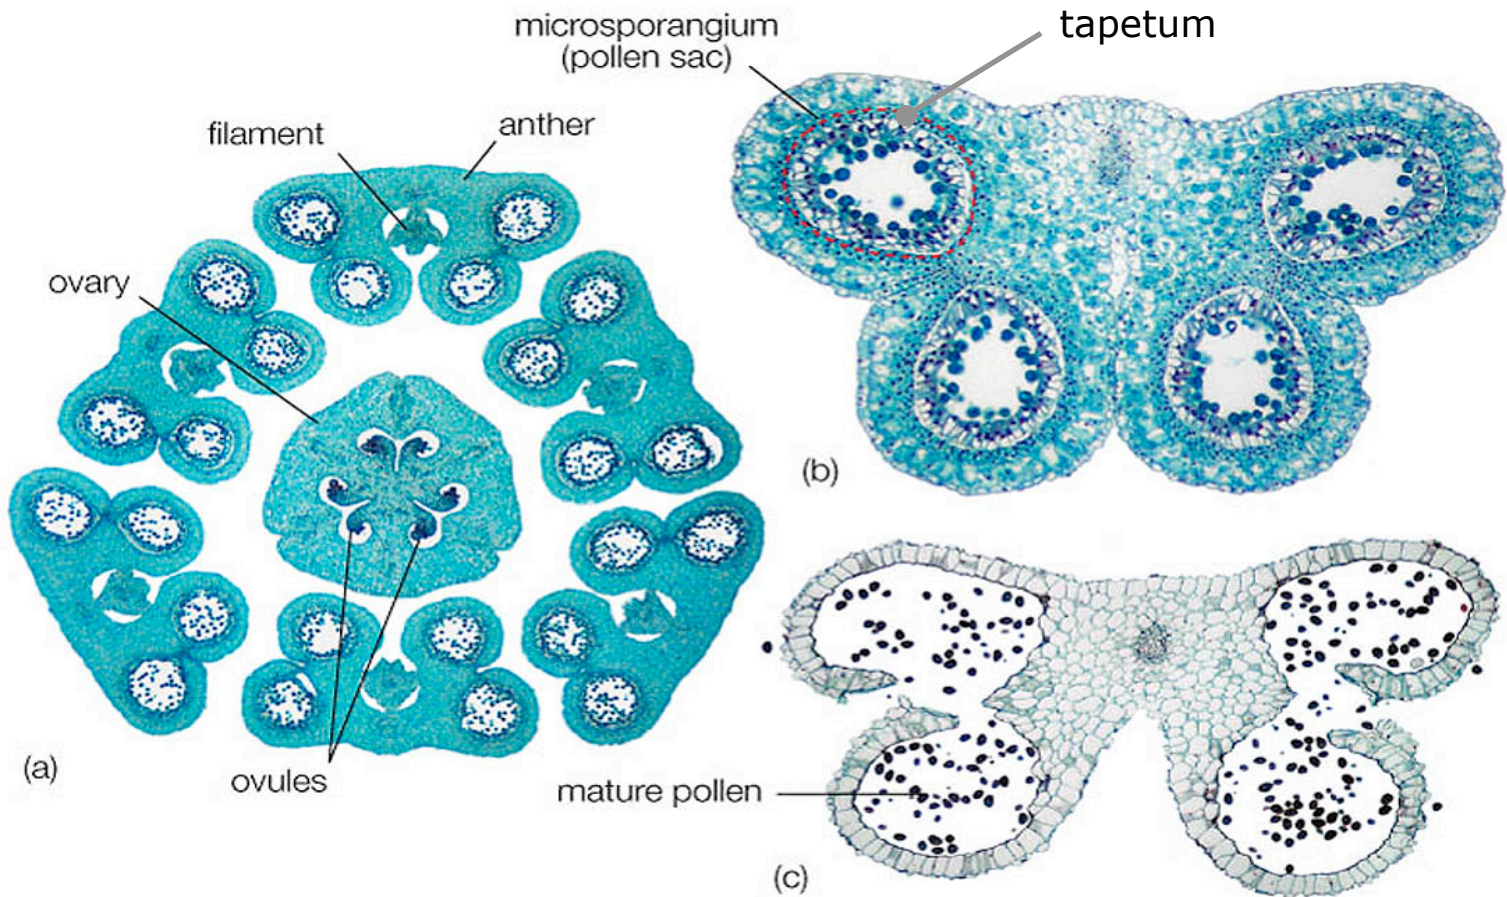 microsporangium
(pollen sac)
tapetum
filament
anther
ovary
(b)
(a)
ovules
mature pollen
(c)